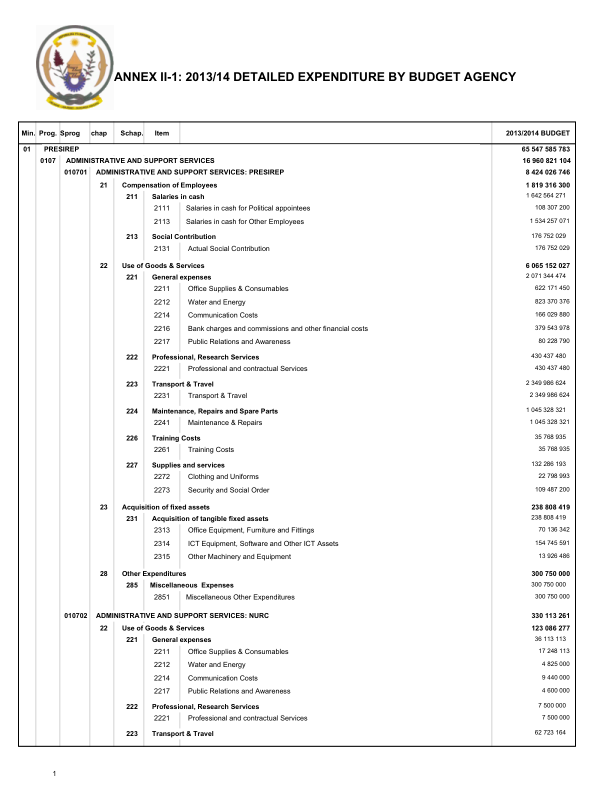 ANNEX II-1: 2013/14 DETAILED EXPENDITURE BY BUDGET AGENCY
Min. Prog. Sprog chap Schap. Item 2013/2014 BUDGET
01 PRESIREP 65 547 585 783
0107 ADMINISTRATIVE AND SUPPORT SERVICES 16 960 821 104
010701 ADMINISTRATIVE AND SUPPORT SERVICES: PRESIREP 8 424 026 746
21 Compensation of Employees 1 819 316 300
211 Salaries in cash 1 642 564 271
2111 Salaries in cash for Political appointees 108 307 200
2113 Salaries in cash for Other Employees 1 534 257 071
213 Social Contribution 176 752 029
2131 Actual Social Contribution 176 752 029
22 Use of Goods & Services 6 065 152 027
221 General expenses 2 071 344 474
2211 Office Supplies & Consumables 622 171 450
2212 Water and Energy 823 370 376
2214 Communication Costs 166 029 880
2216 Bank charges and commissions and other financial costs 379 543 978
2217 Public Relations and Awareness 80 228 790
222 Professional, Research Services 430 437 480
2221 Professional and contractual Services 430 437 480
223 Transport & Travel 2 349 986 624
2231 Transport & Travel 2 349 986 624
224 Maintenance, Repairs and Spare Parts 1 045 328 321
2241 Maintenance & Repairs 1 045 328 321
226 Training Costs 35 768 935
2261 Training Costs 35 768 935
227 Supplies and services 132 286 193
2272 Clothing and Uniforms 22 798 993
2273 Security and Social Order 109 487 200
23 Acquisition of fixed assets 238 808 419
231 Acquisition of tangible fixed assets 238 808 419
2313 Office Equipment, Furniture and Fittings 70 136 342
2314 ICT Equipment, Software and Other ICT Assets 154 745 591
2315 Other Machinery and Equipment 13 926 486
28 Other Expenditures 300 750 000
285 Miscellaneous Expenses 300 750 000
2851 Miscellaneous Other Expenditures 300 750 000
010702 ADMINISTRATIVE AND SUPPORT SERVICES: NURC 330 113 261
22 Use of Goods & Services 123 086 277
221 General expenses 36 113 113
2211 Office Supplies & Consumables 17 248 113
2212 Water and Energy 4 825 000
2214 Communication Costs 9 440 000
2217 Public Relations and Awareness 4 600 000
222 Professional, Research Services 7 500 000
2221 Professional and contractual Services 7 500 000
223 Transport & Travel 62 723 164
1